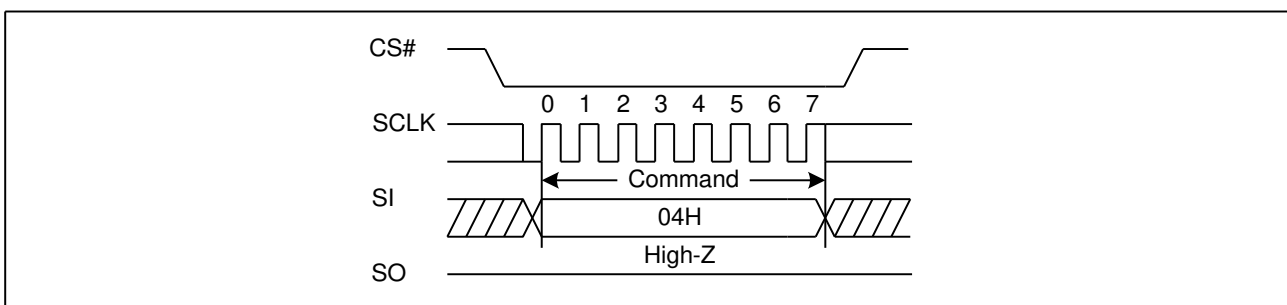 CS#
0 1 2 3 4 5 6 7
SCLK
Command
SI
04H
High-Z
SO